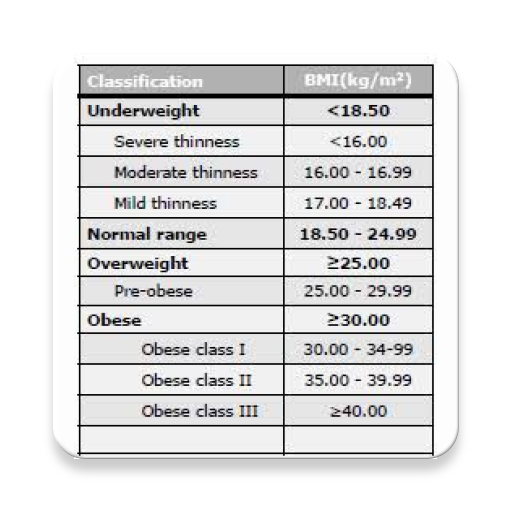 Classification BMI(kg/m²)
Underweight <18.50
Severe thinness <16.00
Moderate thinness 16.00 - 16.99
Mild thinness 17.00 - 18.49
Normal range 18.50 - 24.99
Overweight ≥25.00
Pre-obese 25.00 - 29.99
Obese ≥30.00
Obese class I 30.00 - 34-99
Obese class II 35.00 - 39.99
Obese class III ≥40.00